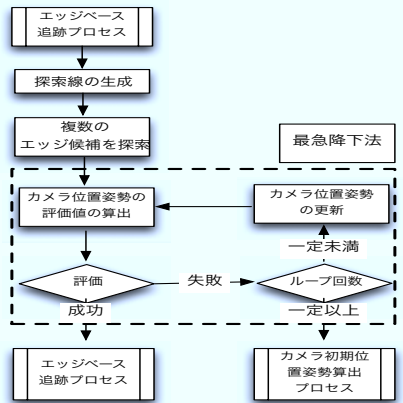 エッジベース
追跡プロセス
探索線の生成
複数の
エッジ候補を探索
最急降下法
カメラ位置姿勢の
評価値の算出
カメラ位置姿勢
の更新
一定未満
評価
失敗
ループ回数
成功
一定以上
エッジベース
追跡プロセス
カメラ初期位
置姿勢算出
プロセス